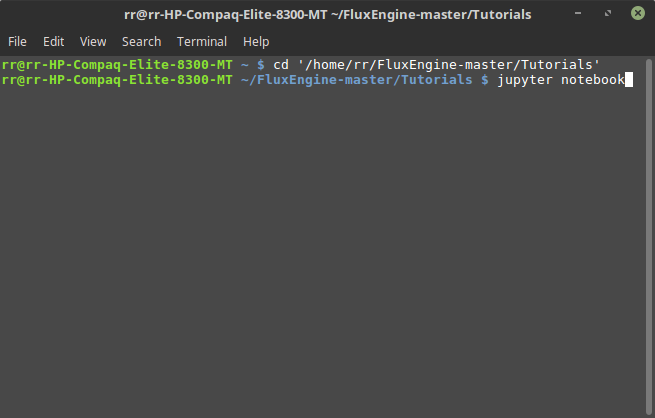 rr@rr-HP-Compaq-Elite-8300-MT ~/FluxEngine-master/Tutorials
File Edit View Search Terminal Help
rr@rr-HP-Compaq-Elite-8300-MT ~ $ cd '/home/rr/FluxEngine-master/Tutorials'
rr@rr-HP-Compaq-Elite-8300-MT ~/FluxEngine-master/Tutorials $ jupyter notebook